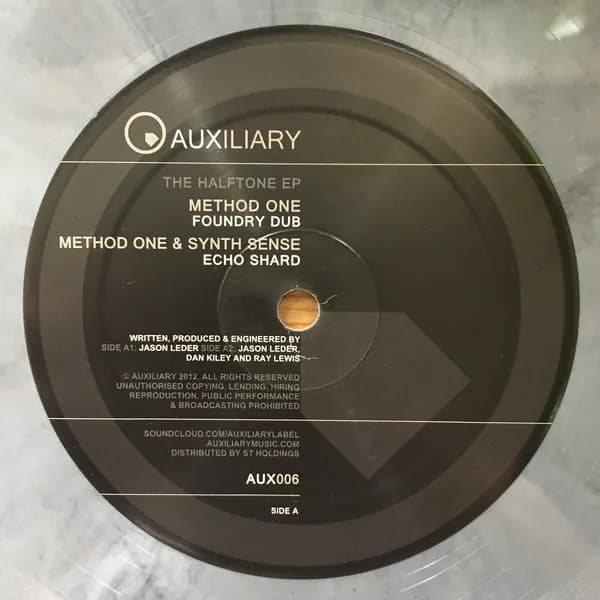 AUXILIARY
THE HALFTONE EP
METHOD ONE
FOUNDRY DUB
METHOD ONE & SYNTH SENSE
ECHO SHARD
WRITTEN, PRODUCED & ENGINEERED BY
SIDE A1: JASON LEDER SIDE A2: JASON LEDER,
DAN KILEY AND RAY LEWIS
© AUXILIARY 2012. ALL RIGHTS RESERVED
UNAUTHORISED COPYING, LENDING, HIRING
REPRODUCTION, PUBLIC PERFORMANCE
& BROADCASTING PROHIBITED
SOUNDCLOUD.COM/AUXILIARYLABEL
AUXILIARYMUSIC.COM
DISTRIBUTED BY ST HOLDINGS
AUX006
SIDE A